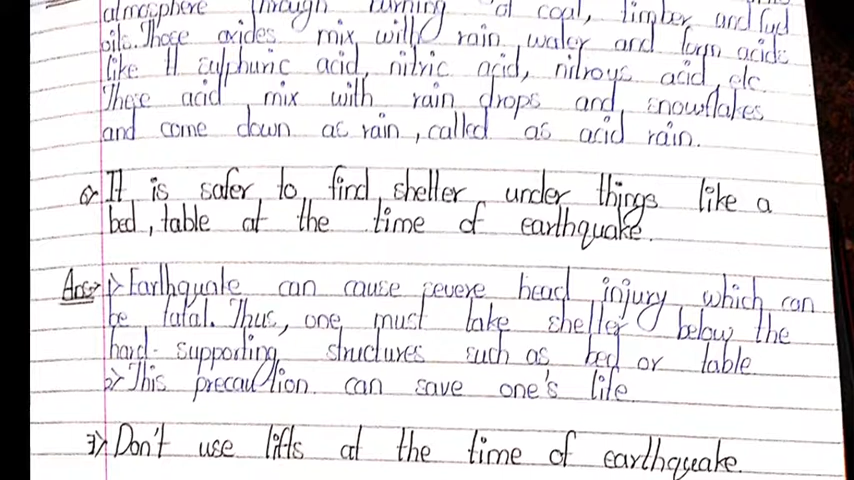 atmosphere through burning of coal, timber and fuel
oils. Those oxides mix with rain water and form acids
like H sulphuric acid, nitric acid, nitroys acid, etc.
These acid mix with rain drops and snowflakes
and come down as rain, called as acid rain.
Q> It is safer to find shelter under things like a
bed, table at the time of earthquake.
Ans> 1> Earthquake can cause severe head injury which can
be fatal. Thus, one must take shelter below the
hard-supporting structures such as bed or table
2> This precaution can save one's life
3> Don't use lifts at the time of earthquake.